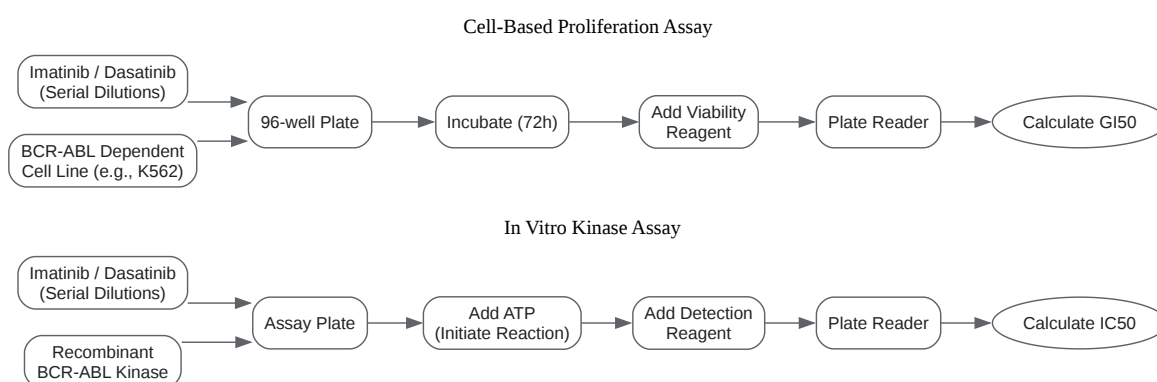 Cell-Based Proliferation Assay
Imatinib / Dasatinib
(Serial Dilutions)
BCR-ABL Dependent
Cell Line (e.g., K562)
96-well Plate
Incubate (72h)
Add Viability
Reagent
Plate Reader
Calculate GI50
In Vitro Kinase Assay
Imatinib / Dasatinib
(Serial Dilutions)
Recombinant
BCR-ABL Kinase
Assay Plate
Add ATP
(Initiate Reaction)
Add Detection
Reagent
Plate Reader
Calculate IC50